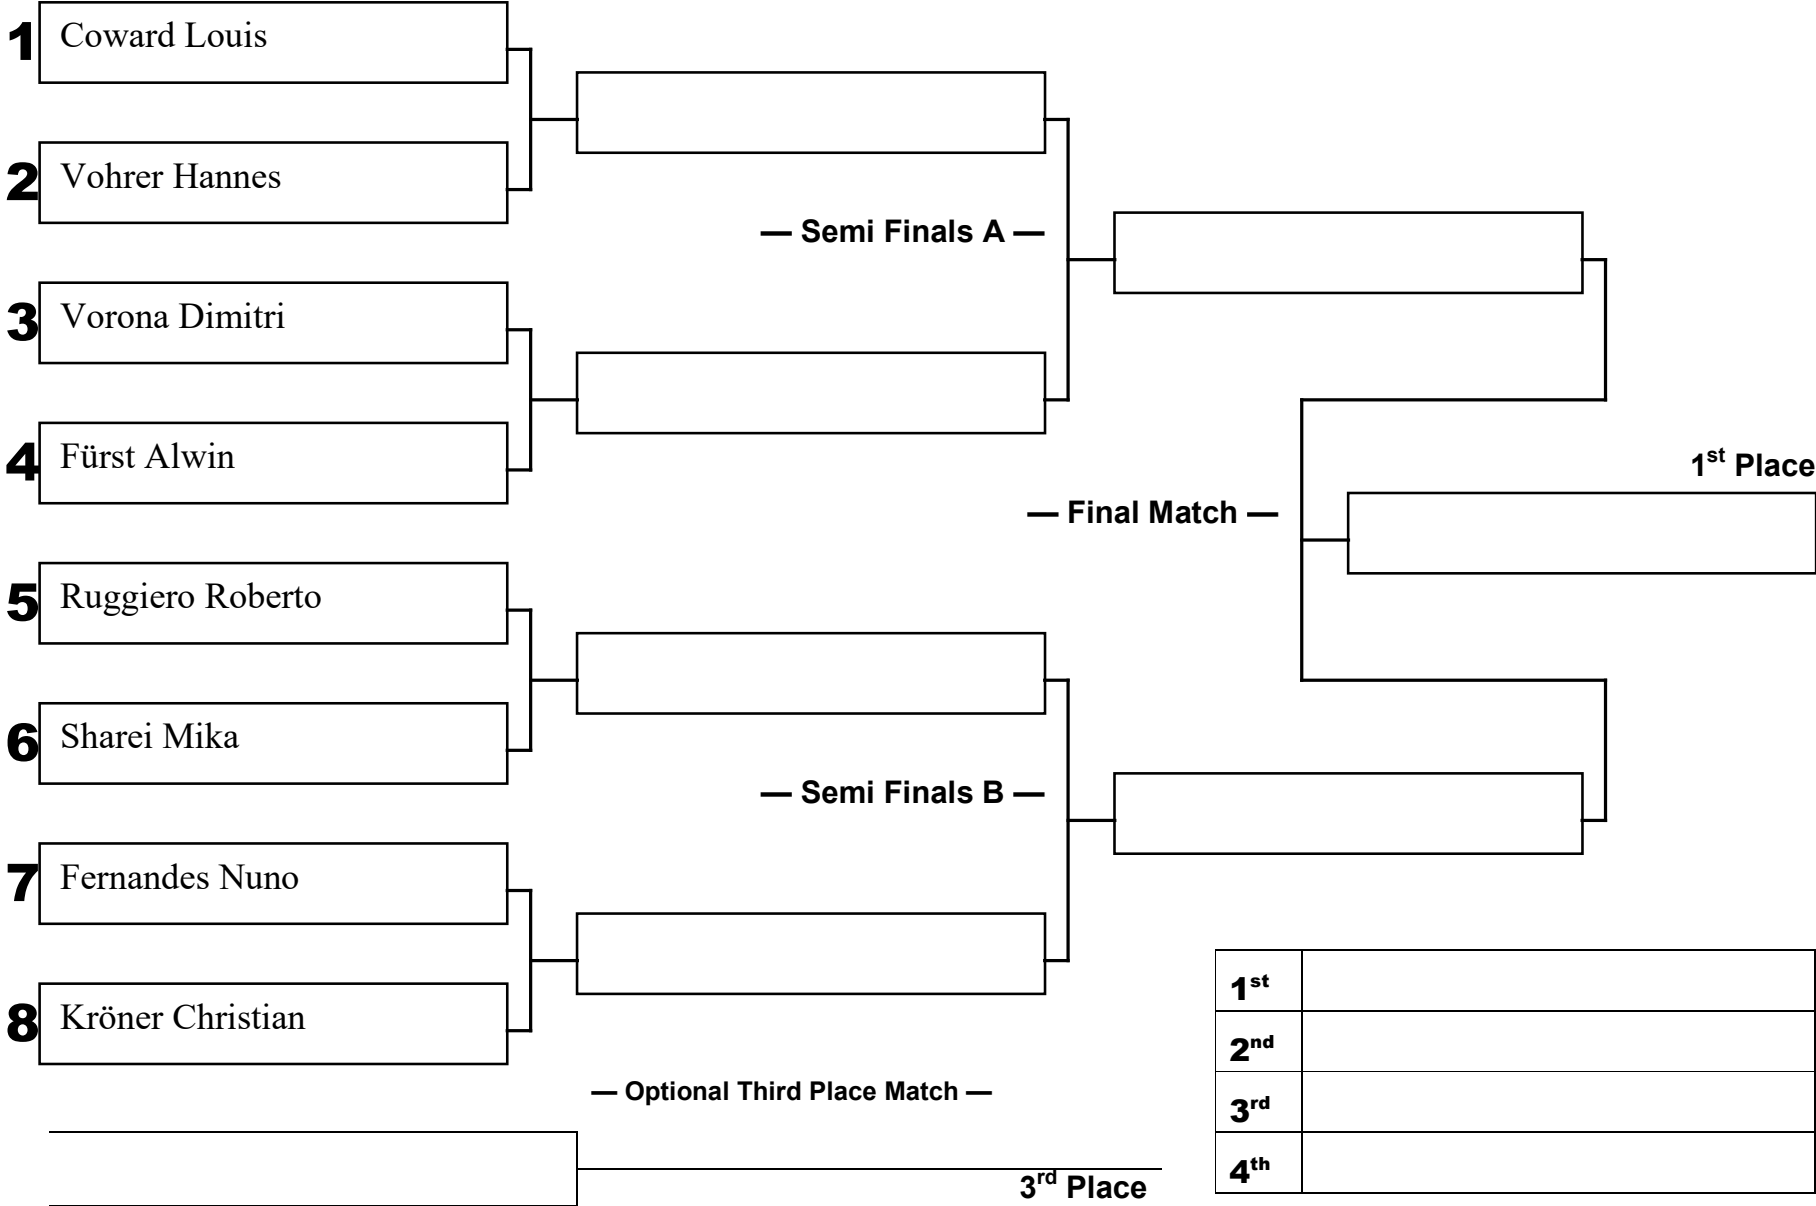 1 Coward Louis
2 Vohrer Hannes
— Semi Finals A —
3 Vorona Dimitri
4 Fürst Alwin
1st Place
— Final Match —
5 Ruggiero Roberto
6 Sharei Mika
— Semi Finals B —
7 Fernandes Nuno
8 Kröner Christian
— Optional Third Place Match —
3rd Place
1st
2nd
3rd
4th